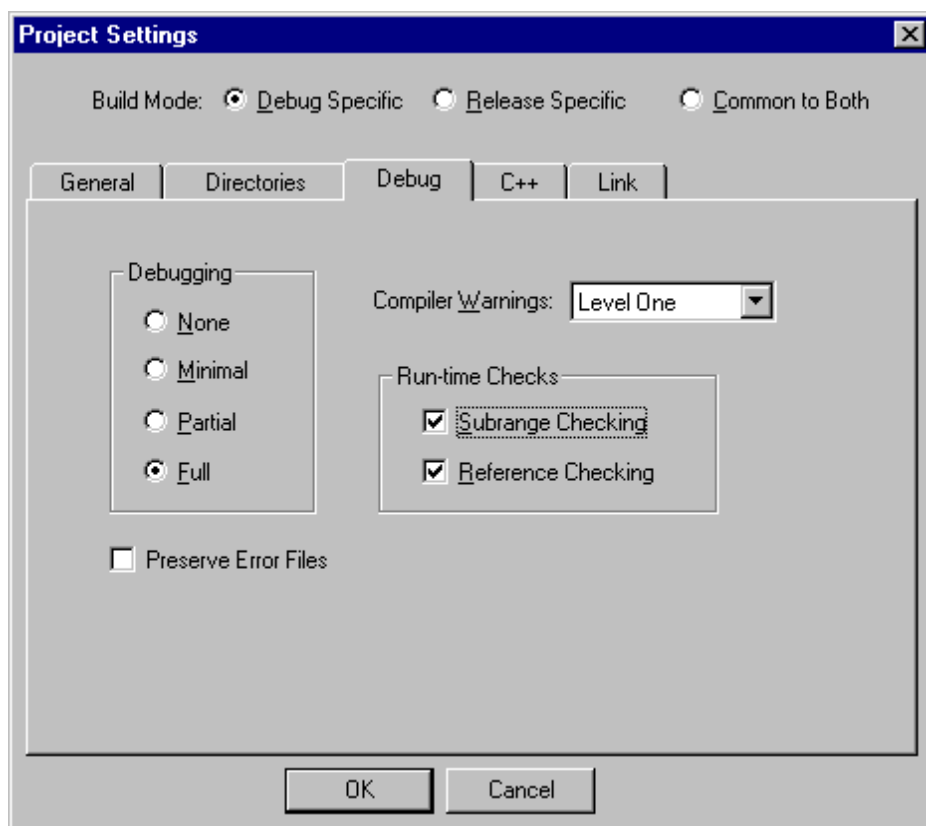 Project Settings
Build Mode: Debug Specific Release Specific Common to Both
General Directories Debug C++ Link
Debugging
None
Minimal
Partial
Full
Compiler Warnings: Level One
Run-time Checks
Subrange Checking
Reference Checking
Preserve Error Files
OK Cancel